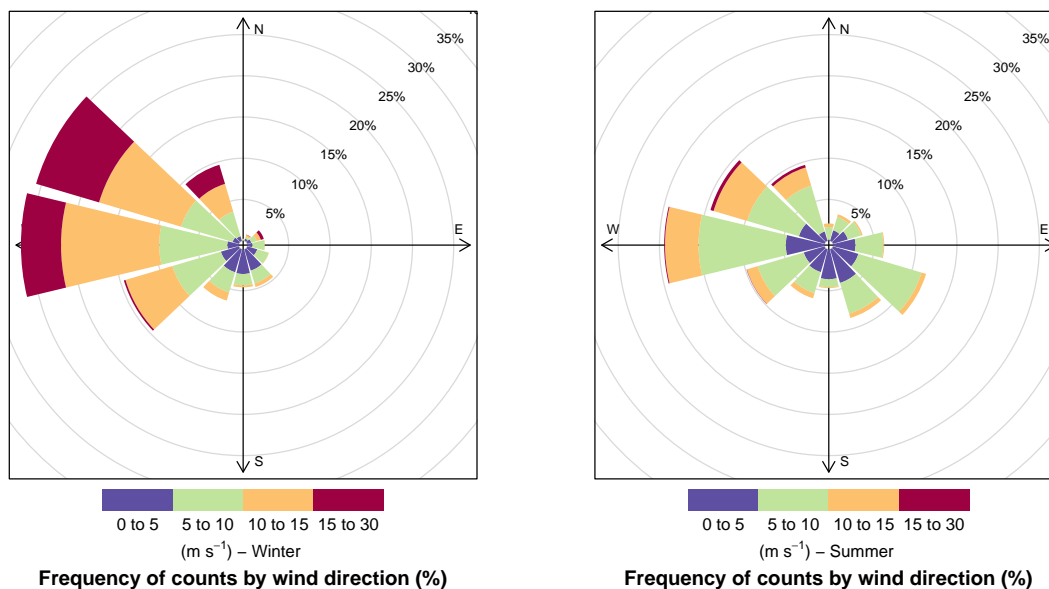 N
35%
30%
25%
20%
15%
10%
5%
E
S
0 to 5 5 to 10 10 to 15 15 to 30
(m s⁻¹) – Winter
Frequency of counts by wind direction (%)
N
35%
30%
25%
20%
15%
10%
5%
W
E
S
0 to 5 5 to 10 10 to 15 15 to 30
(m s⁻¹) – Summer
Frequency of counts by wind direction (%)